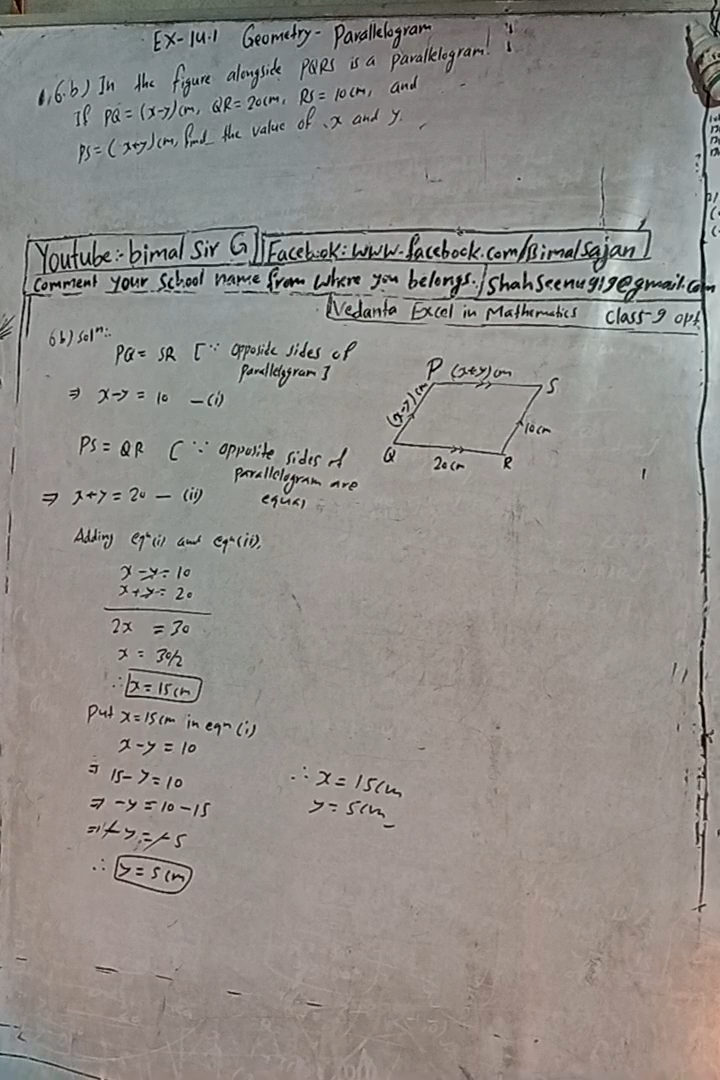 EX-14.1 Geometry - Parallelogram
1,6.b) In the figure alongside PQRS is a parallelogram.
If PQ = (x-y)cm, QR = 20cm, RS = 10cm, and
PS = (x+y)cm, find the value of x and y.
Youtube:- bimal Sir G
Facebook: www.facebook.com/Bimalsajan
Comment your School name from where you belongs.
Shahseenu919@gmail.com
Vedanta Excel in Mathematics Class-9 opt
6b) solⁿ:
PQ = SR [∵ opposide sides of
parallelogram]
⇒ x-y = 10 — (i)
PS = QR [∵ opposite sides of
parallelogram are
equal
⇒ x+y = 20 — (ii)
P (x+y)cm S
(x-y)cm
10cm
Q 20cm R
Adding eqⁿ(i) and eqⁿ(ii),
x-y = 10
x+y = 20
2x = 30
x = 30/2
∴ x = 15cm
Put x = 15cm in eqn (i)
x-y = 10
⇒ 15-y = 10
⇒ -y = 10-15
⇒ -y = -5
∴ y = 5cm
∴ x = 15cm
y = 5cm